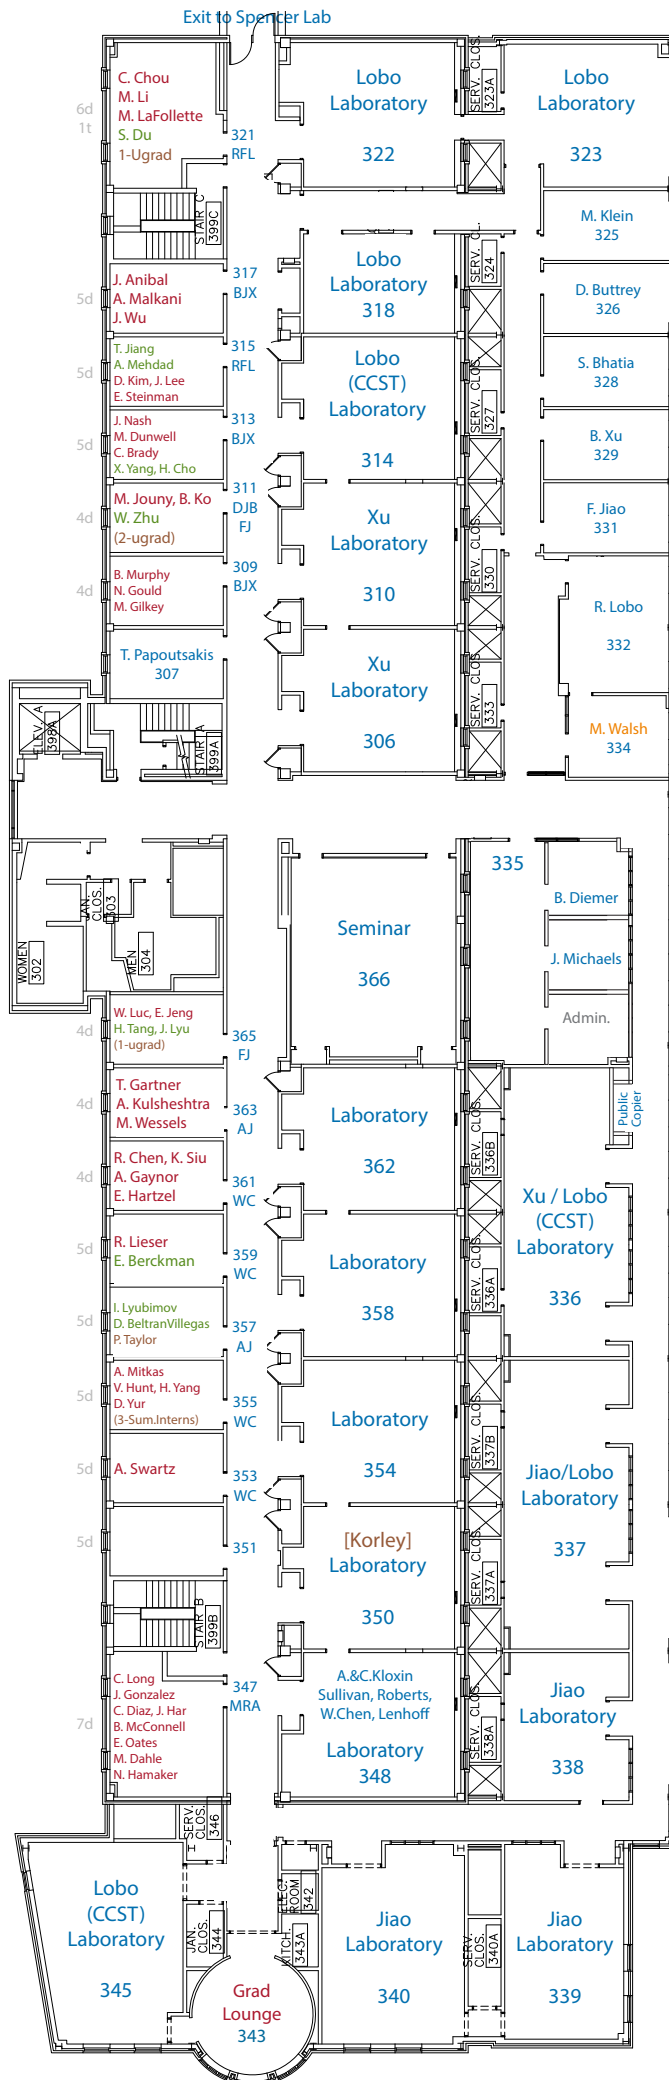 Exit to Spencer Lab
C. Chou
M. Li
M. LaFollette
S. Du
1-Ugrad
6d
1t
321
RFL
Lobo
Laboratory
322
SERV. CLOS.
323A
Lobo
Laboratory
323
STAIR C
399C
M. Klein
325
J. Anibal
A. Malkani
J. Wu
5d
317
BJX
Lobo
Laboratory
318
SERV. CL.
324
D. Buttrey
326
T. Jiang
A. Mehdad
D. Kim, J. Lee
E. Steinman
5d
315
RFL
Lobo
(CCST)
Laboratory
314
SERV. CLOS.
327
S. Bhatia
328
J. Nash
M. Dunwell
C. Brady
X. Yang, H. Cho
5d
313
BJX
B. Xu
329
M. Jouny, B. Ko
W. Zhu
(2-ugrad)
4d
311
DJB
FJ
Xu
Laboratory
310
SERV. CLOS.
330
F. Jiao
331
B. Murphy
N. Gould
M. Gilkey
4d
309
BJX
R. Lobo
332
T. Papoutsakis
307
Xu
Laboratory
306
SERV. CLOS.
333
M. Walsh
334
ELEV. A
398A
STAIR A
399A
WOMEN
302
JAN.
CLOS.
303
MEN
304
Seminar
366
335
B. Diemer
J. Michaels
Admin.
W. Luc, E. Jeng
H. Tang, J. Lyu
(1-ugrad)
4d
365
FJ
T. Gartner
A. Kulsheshtra
M. Wessels
4d
363
AJ
Laboratory
362
SERV. CLOS.
336B
Public
Copier
R. Chen, K. Siu
A. Gaynor
E. Hartzel
4d
361
WC
Xu / Lobo
(CCST)
Laboratory
336
R. Lieser
E. Berckman
5d
359
WC
Laboratory
358
SERV. CLOS.
336A
I. Lyubimov
D. BeltranVillegas
P. Taylor
5d
357
AJ
A. Mitkas
V. Hunt, H. Yang
D. Yur
(3-Sum.Interns)
5d
355
WC
Laboratory
354
SERV. CLOS.
337B
A. Swartz
5d
353
WC
Jiao/Lobo
Laboratory
337
5d
351
[Korley]
Laboratory
350
SERV. CLOS.
337A
STAIR B
399B
C. Long
J. Gonzalez
C. Diaz, J. Har
B. McConnell
E. Oates
M. Dahle
N. Hamaker
7d
347
MRA
A.&C.Kloxin
Sullivan, Roberts,
W.Chen, Lenhoff
Laboratory
348
SERV. CLOS.
338A
Jiao
Laboratory
338
SERV.
CLOS.
346
Lobo
(CCST)
Laboratory
345
JAN.
CLOS.
344
ELEC.
ROOM
342
KITCH.
343A
Grad
Lounge
343
Jiao
Laboratory
340
SERV.
CLOS.
340A
Jiao
Laboratory
339